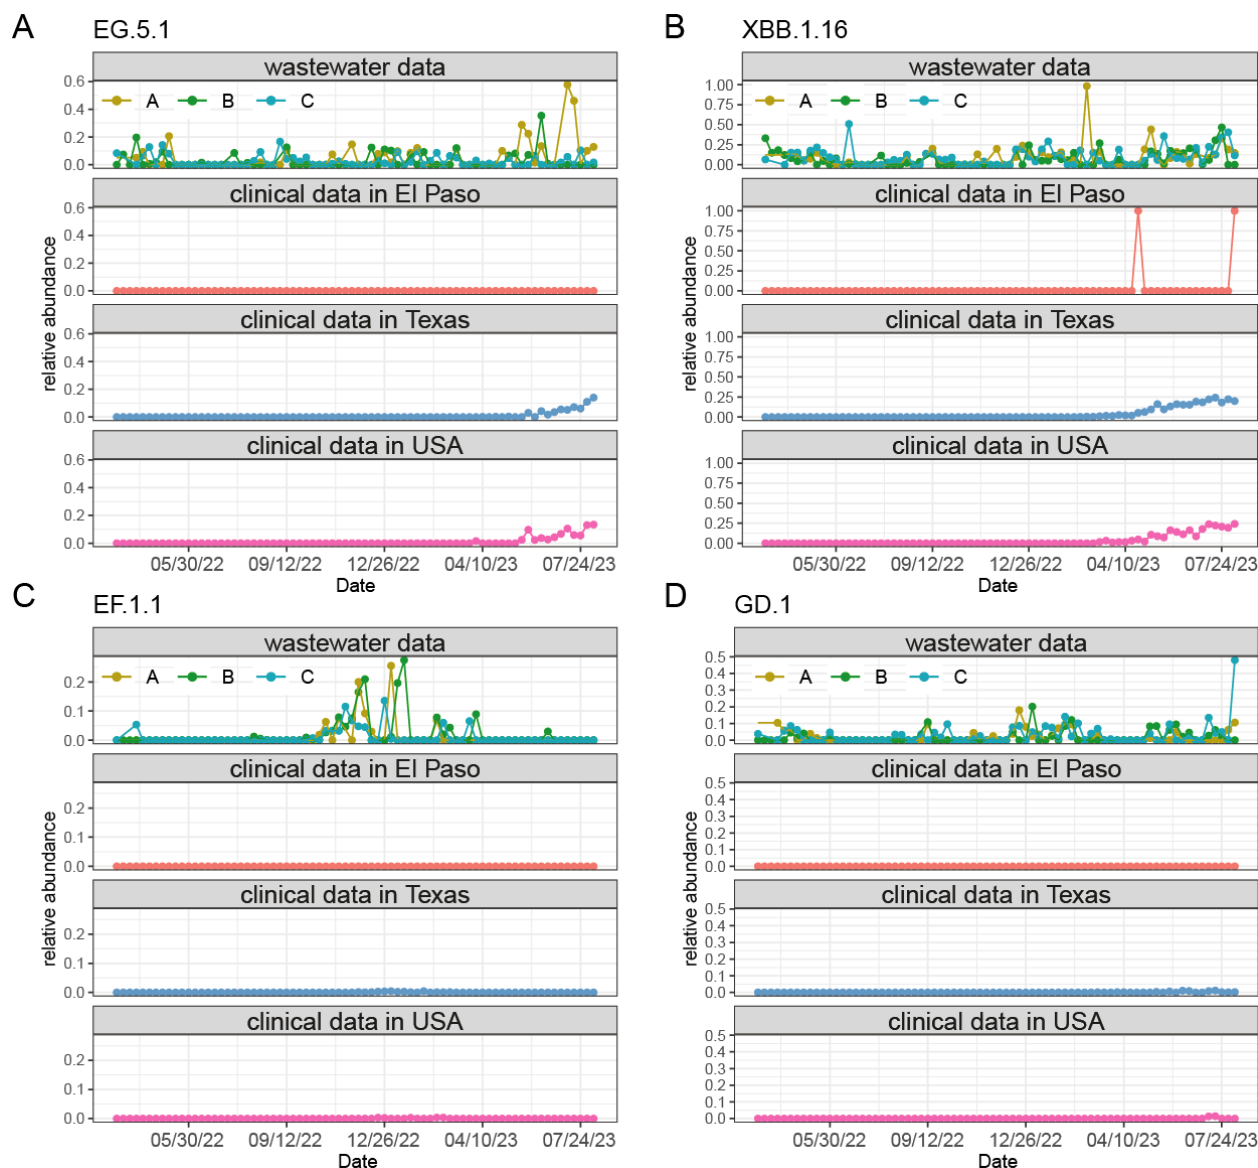 A EG.5.1
wastewater data
0.6
0.4
0.2
0.0
A B C
clinical data in El Paso
0.6
0.4
0.2
0.0
clinical data in Texas
0.6
0.4
0.2
0.0
clinical data in USA
0.6
0.4
0.2
0.0
relative abundance
05/30/22 09/12/22 12/26/22 04/10/23 07/24/23
Date
B XBB.1.16
wastewater data
1.00
0.75
0.50
0.25
0.00
A B C
clinical data in El Paso
1.00
0.75
0.50
0.25
0.00
clinical data in Texas
1.00
0.75
0.50
0.25
0.00
clinical data in USA
1.00
0.75
0.50
0.25
0.00
relative abundance
05/30/22 09/12/22 12/26/22 04/10/23 07/24/23
Date
C EF.1.1
wastewater data
0.2
0.1
0.0
A B C
clinical data in El Paso
0.2
0.1
0.0
clinical data in Texas
0.2
0.1
0.0
clinical data in USA
0.2
0.1
0.0
relative abundance
05/30/22 09/12/22 12/26/22 04/10/23 07/24/23
Date
D GD.1
wastewater data
0.5
0.4
0.3
0.2
0.1
0.0
A B C
clinical data in El Paso
0.5
0.4
0.3
0.2
0.1
0.0
clinical data in Texas
0.5
0.4
0.3
0.2
0.1
0.0
clinical data in USA
0.5
0.4
0.3
0.2
0.1
0.0
relative abundance
05/30/22 09/12/22 12/26/22 04/10/23 07/24/23
Date